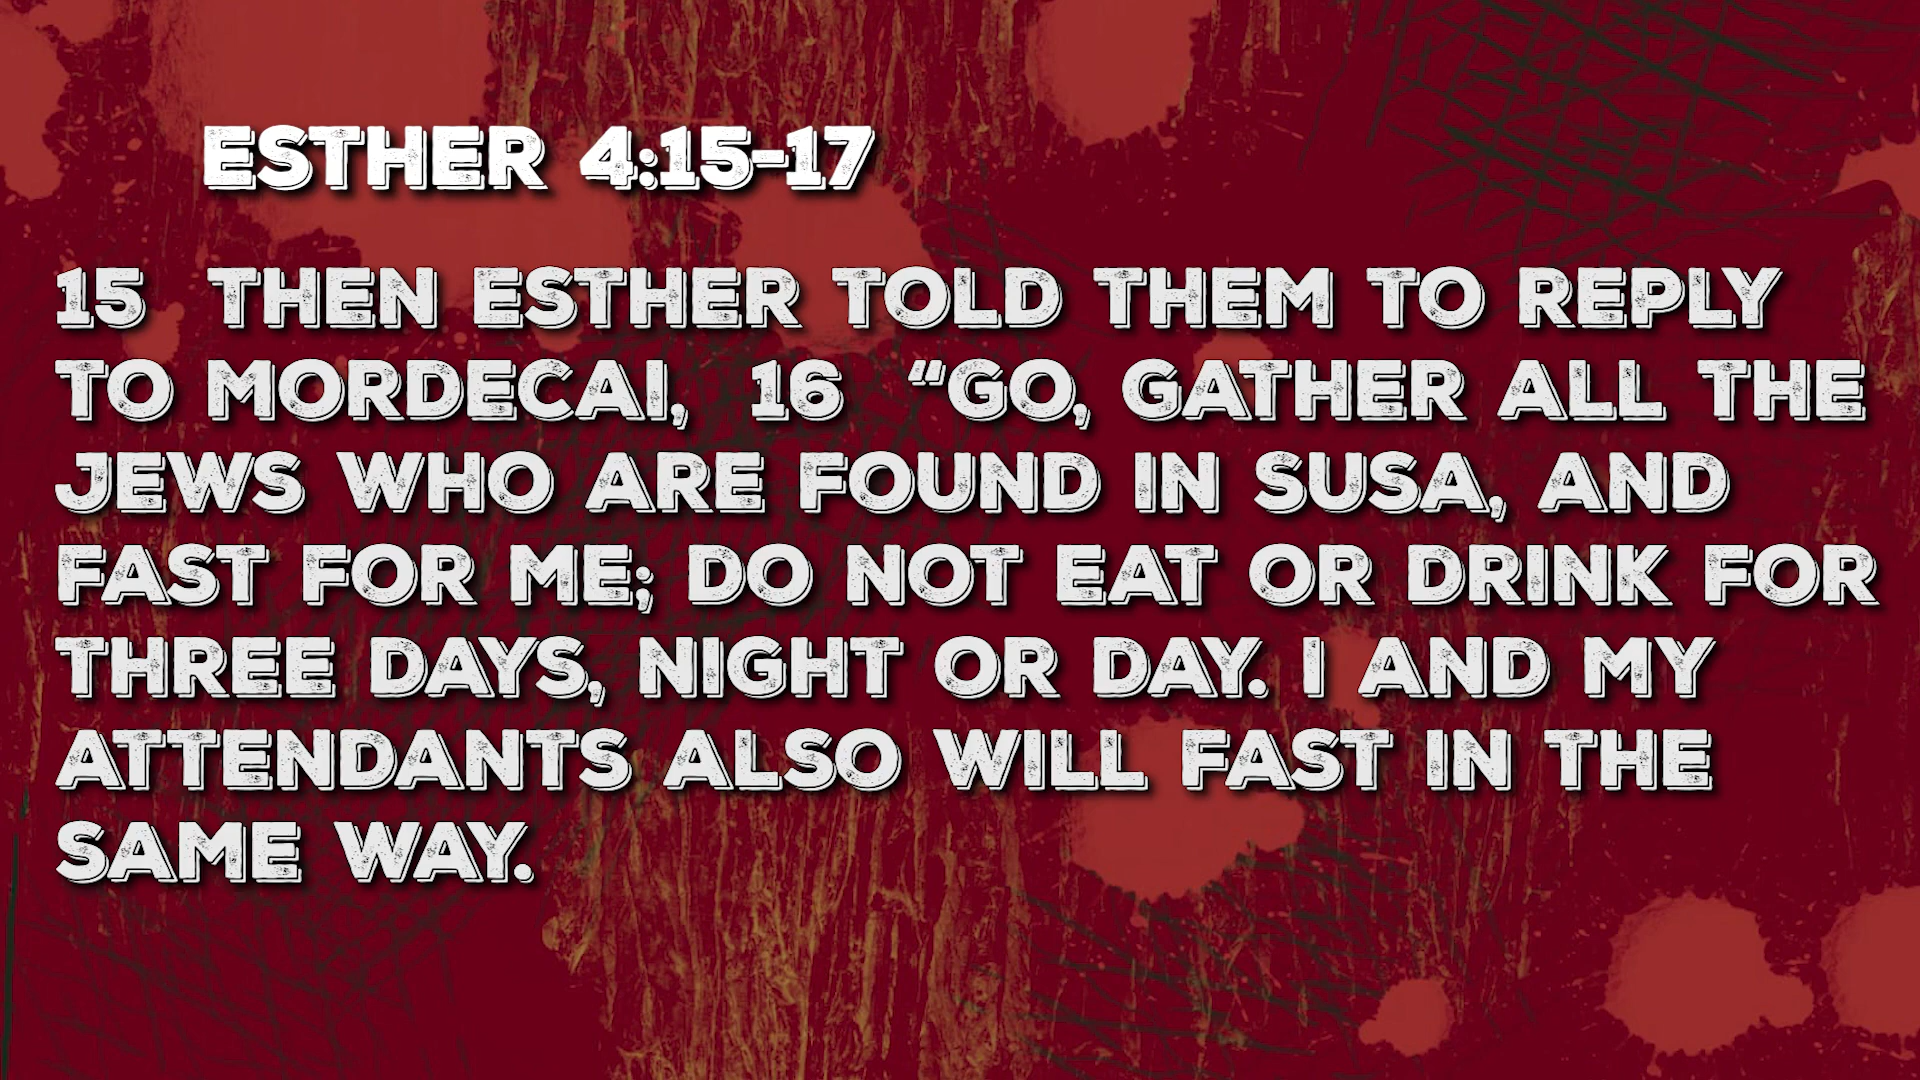 ESTHER 4:15-17
15 THEN ESTHER TOLD THEM TO REPLY
TO MORDECAI, 16 “GO, GATHER ALL THE
JEWS WHO ARE FOUND IN SUSA, AND
FAST FOR ME; DO NOT EAT OR DRINK FOR
THREE DAYS, NIGHT OR DAY. I AND MY
ATTENDANTS ALSO WILL FAST IN THE
SAME WAY.